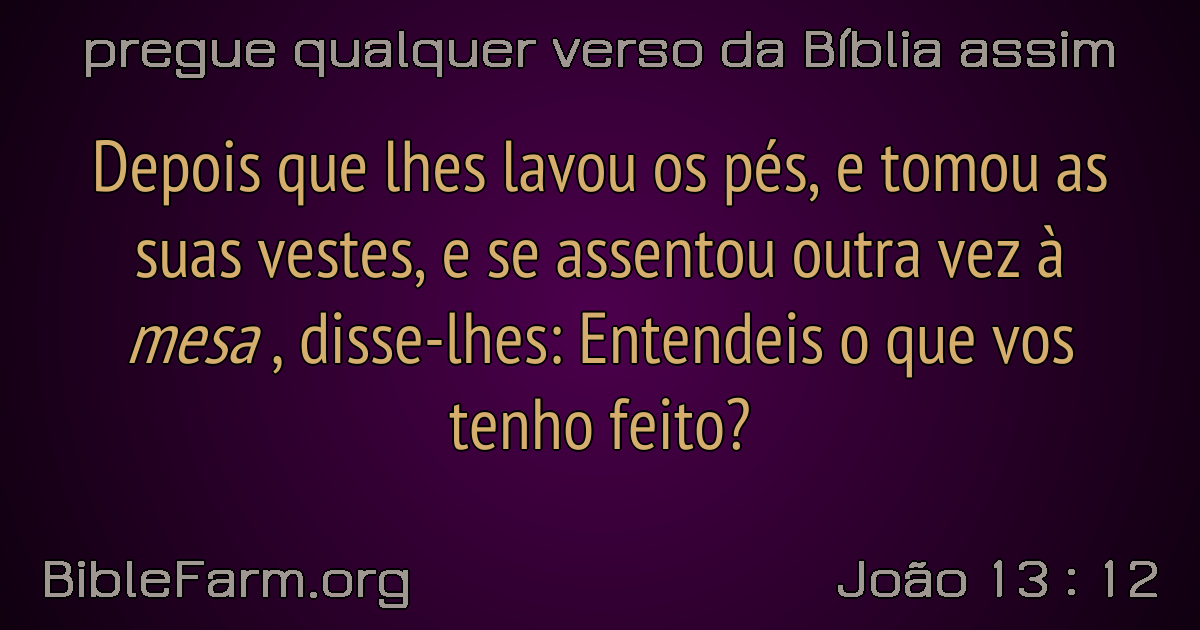 pregue qualquer verso da Bíblia assim
Depois que lhes lavou os pés, e tomou as
suas vestes, e se assentou outra vez à
mesa , disse-lhes: Entendeis o que vos
tenho feito?
BibleFarm.org
João 13 : 12